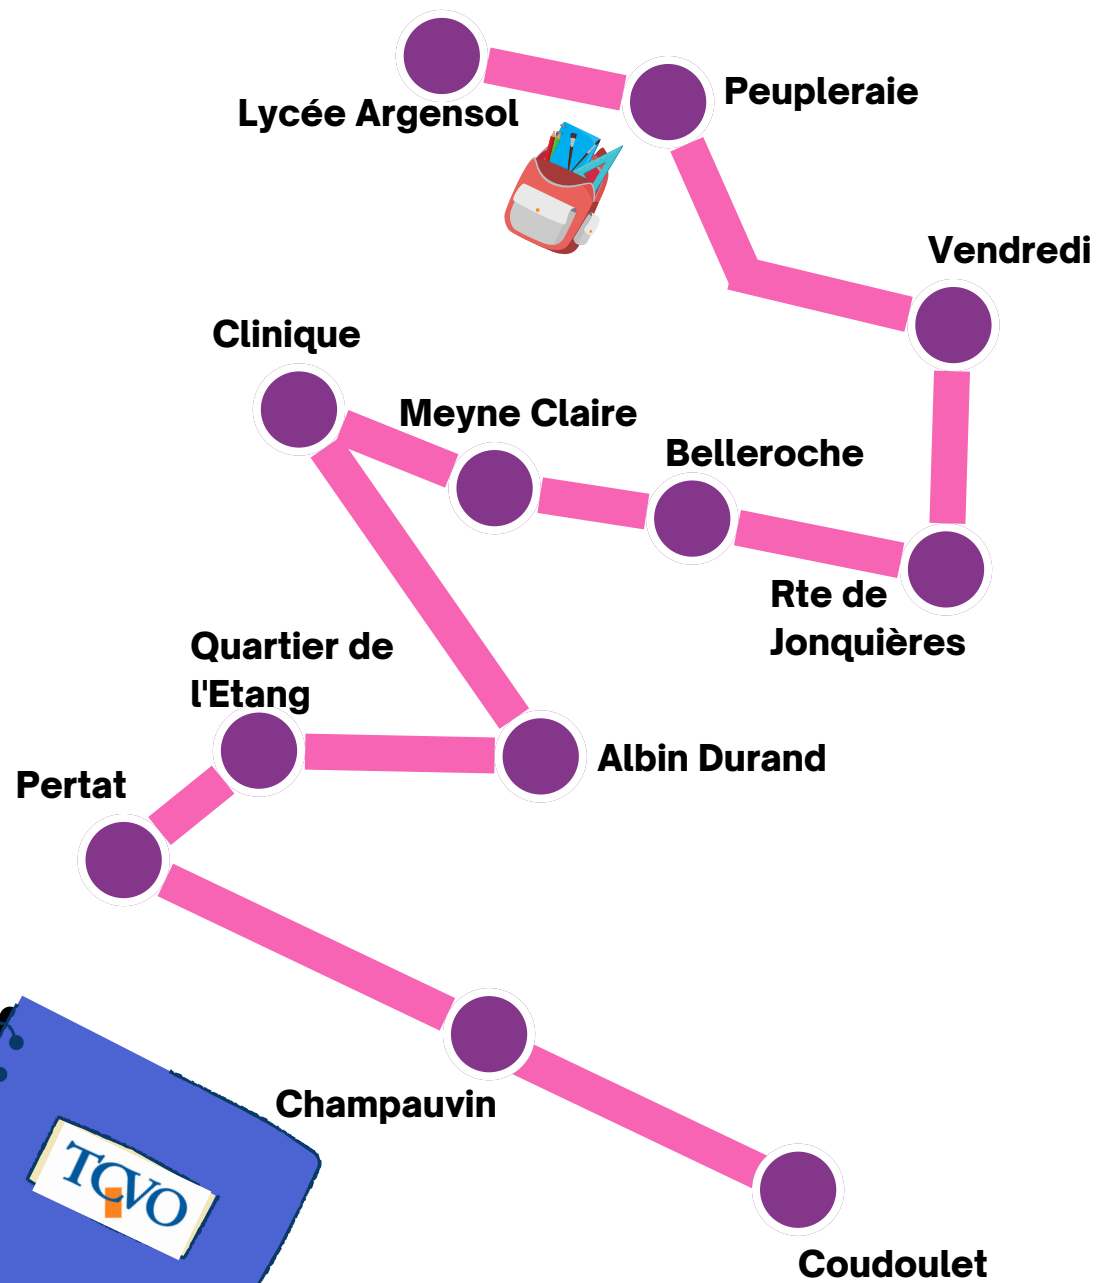 Lycée Argensol
Peupleraie
Vendredi
Clinique
Meyne Claire
Belleroche
Rte de
Jonquières
Quartier de
l'Etang
Albin Durand
Pertat
Champauvin
TCVO
Coudoulet